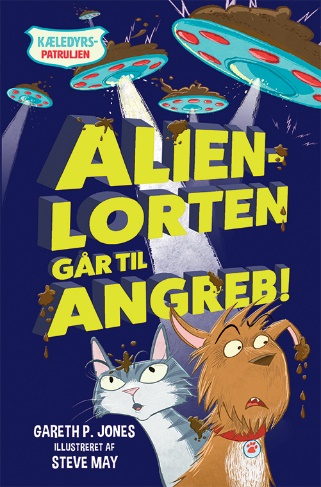 KÆLEDYRS-
PATRULJEN
ALIEN-
LORTEN
GÅR TIL
ANGREB!
GARETH P. JONES
ILLUSTRERET AF
STEVE MAY